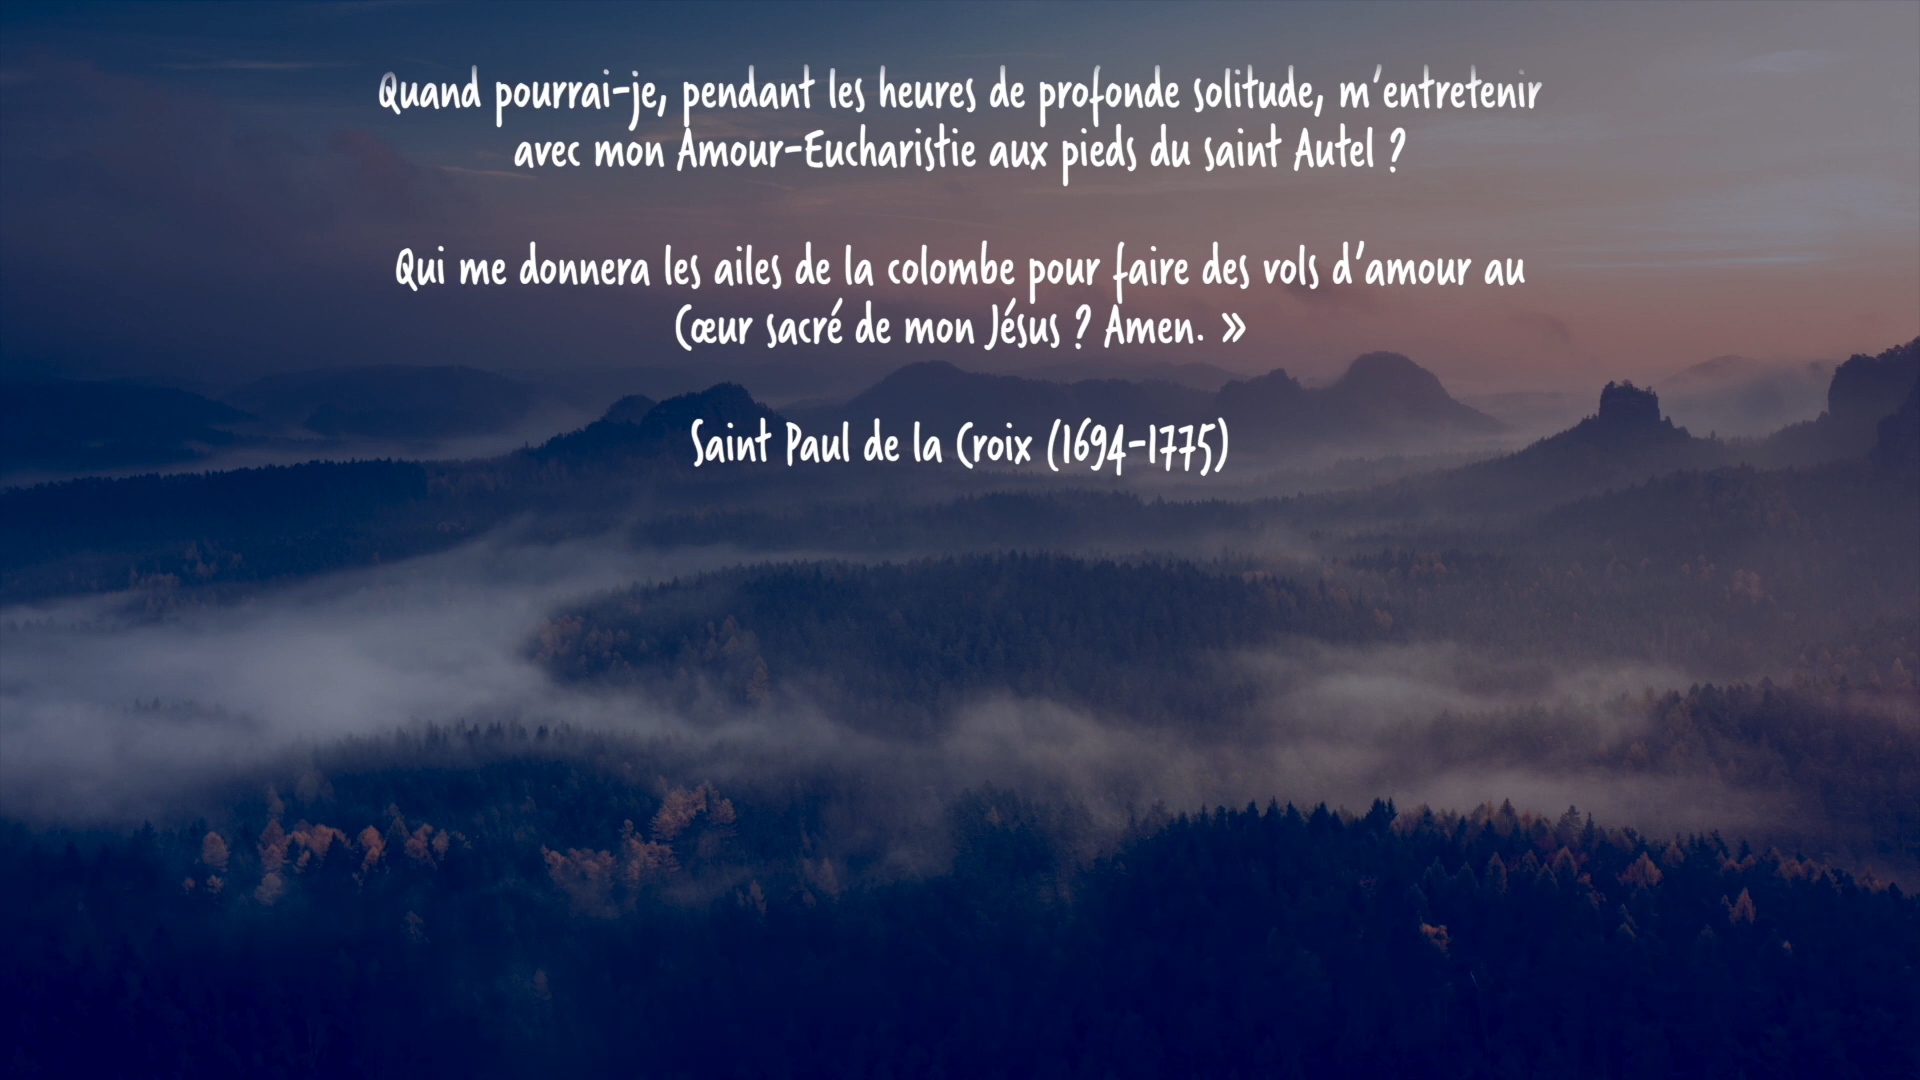 Quand pourrai-je, pendant les heures de profonde solitude, m'entretenir
avec mon Amour-Eucharistie aux pieds du saint Autel ?
Qui me donnera les ailes de la colombe pour faire des vols d'amour au
Cœur sacré de mon Jésus ? Amen. »
Saint Paul de la Croix (1694-1775)